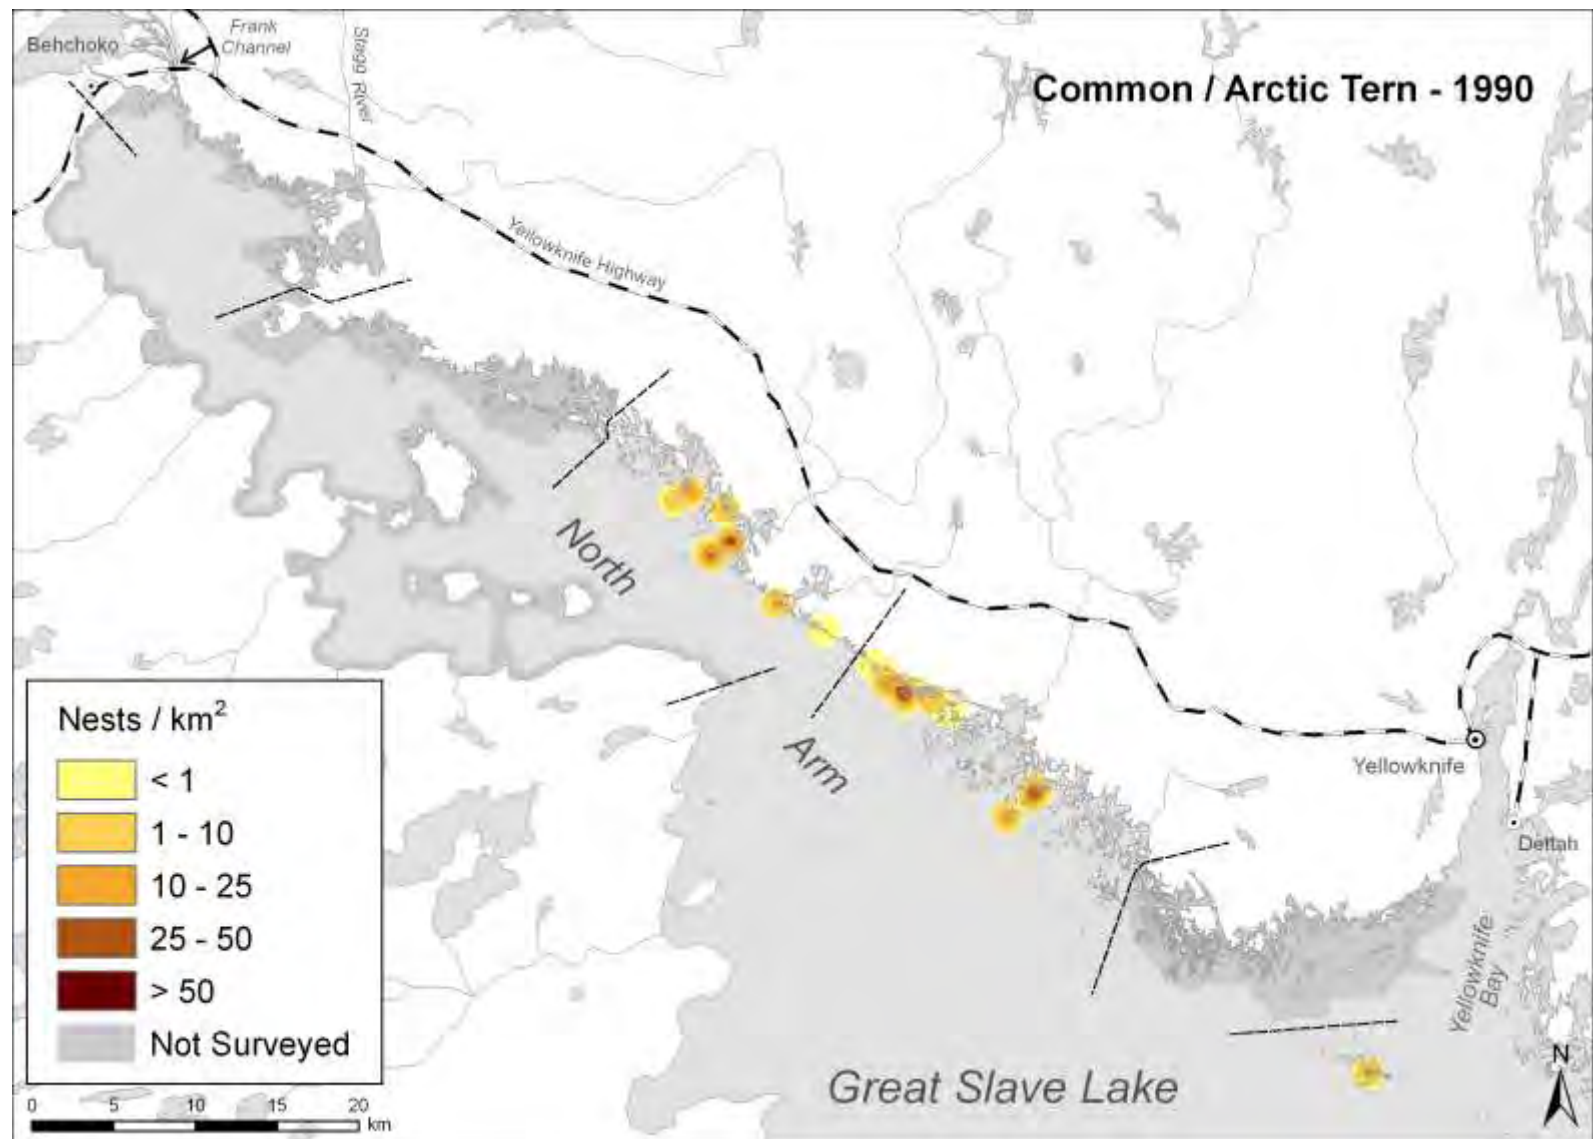 Behchoko
Frank
Channel
Stagg River
Common / Arctic Tern - 1990
Yellowknife Highway
North
Arm
Yellowknife
Dettah
Yellowknife
Bay
Great Slave Lake
N
Nests / km²
< 1
1 - 10
10 - 25
25 - 50
> 50
Not Surveyed
0 5 10 15 20
km